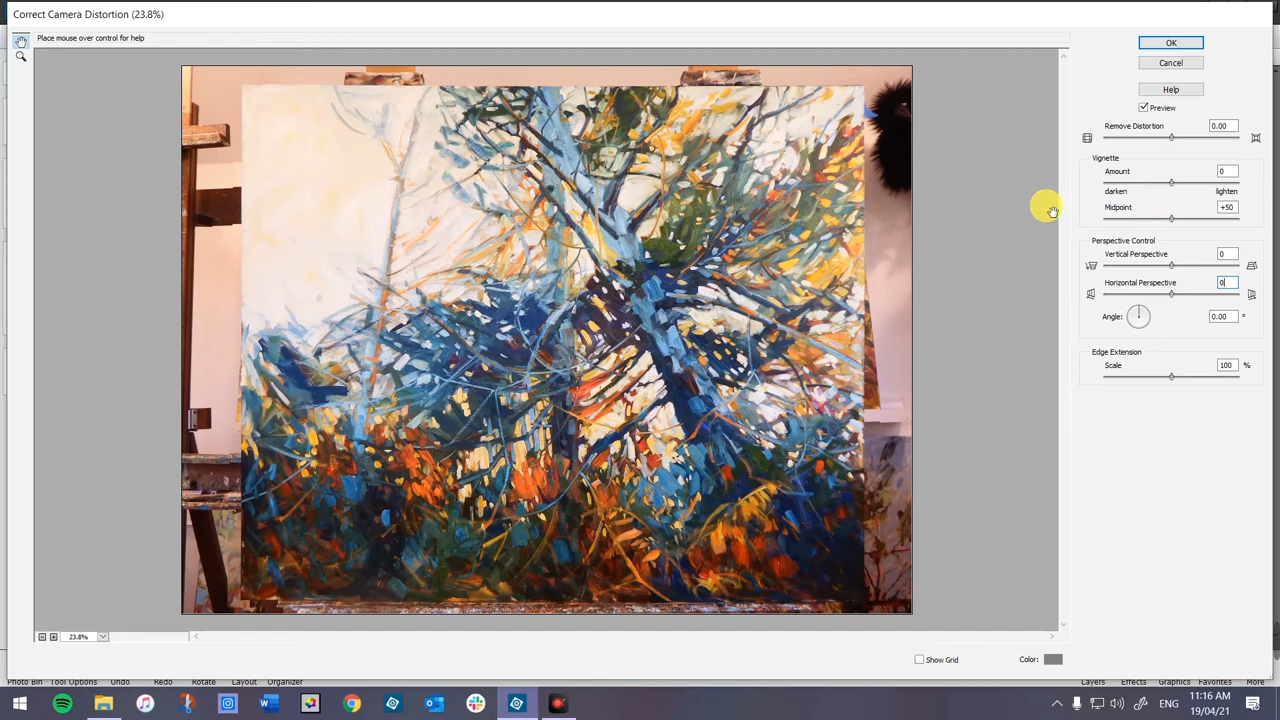 Correct Camera Distortion (23.8%)
Place mouse over control for help
OK
Cancel
Help
Preview
Remove Distortion 0.00
Vignette
Amount 0
darken lighten
Midpoint +50
Perspective Control
Vertical Perspective 0
Horizontal Perspective 0
Angle: 0.00 °
Edge Extension
Scale 100 %
23.8%
Show Grid Color:
Photo Bin Tool Options Undo Redo Rotate Layout Organizer Layers Effects Graphics Favorites More
ENG 11:16 AM
19/04/21